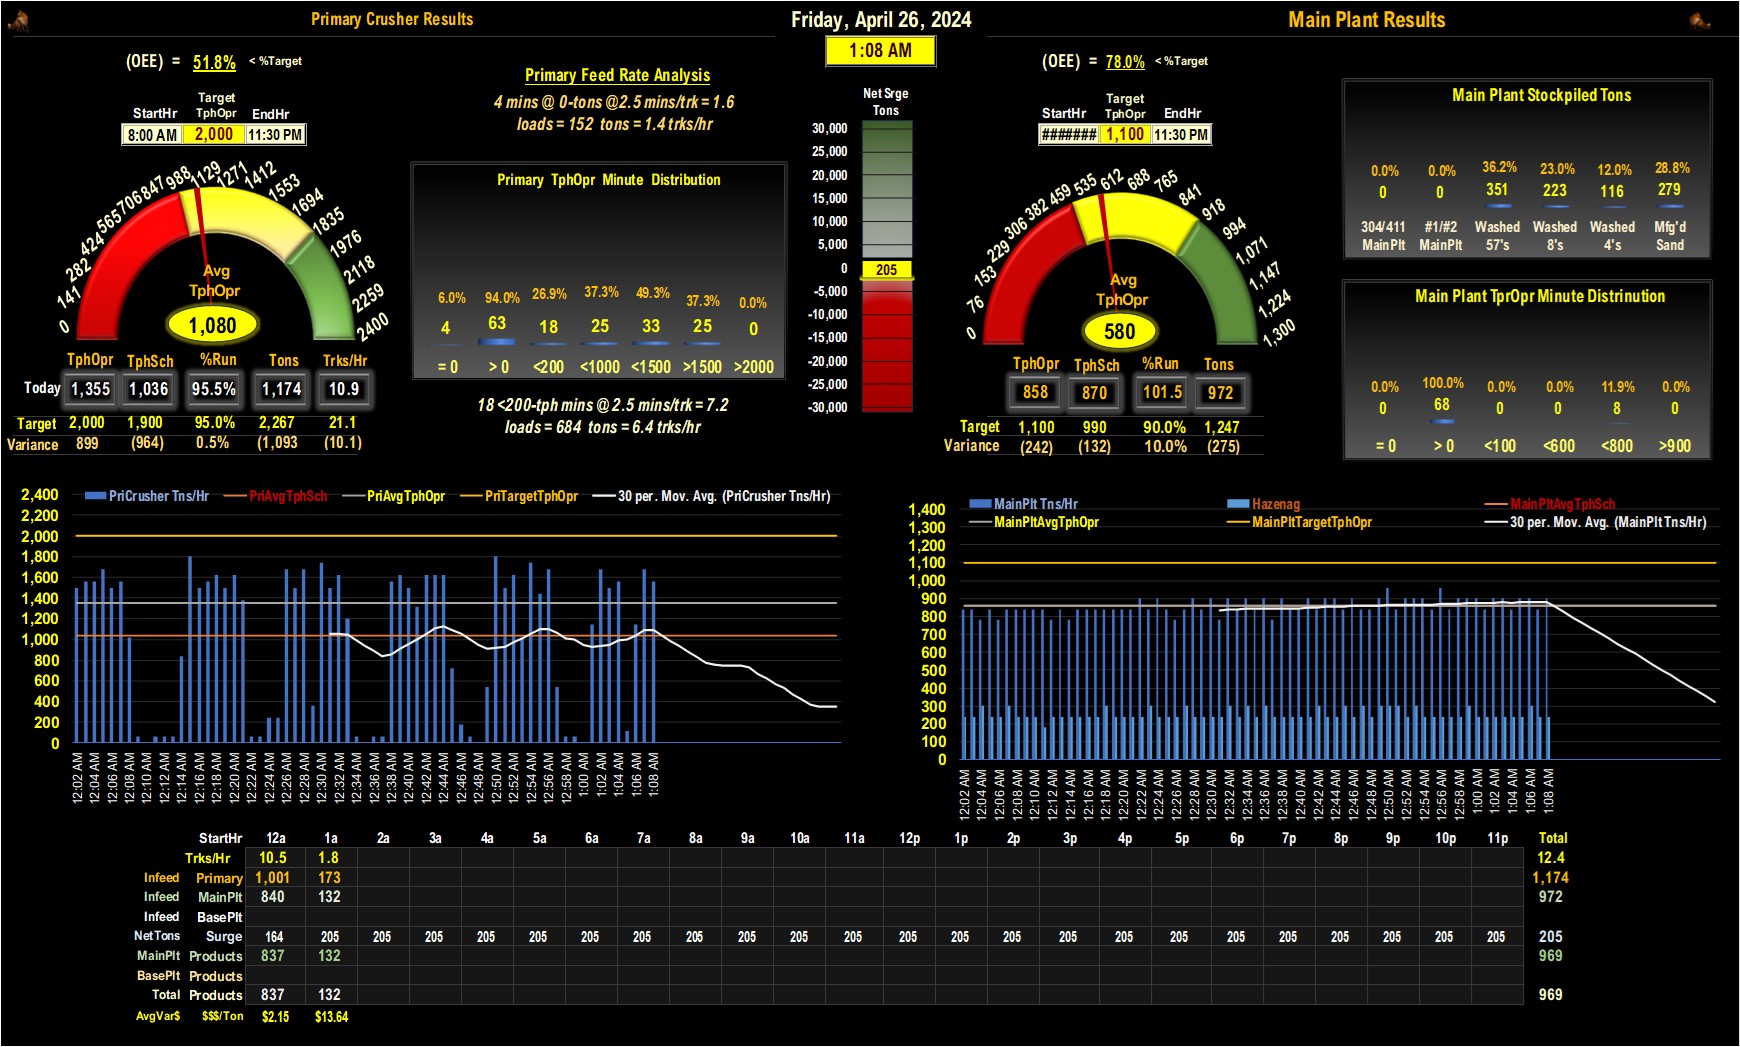 Primary Crusher Results
Friday, April 26, 2024
Main Plant Results
1:08 AM
(OEE) = 51.8% < %Target
StartHr Target TphOpr EndHr
8:00 AM 2,000 11:30 PM
Primary Feed Rate Analysis
4 mins @ 0-tons @2.5 mins/trk = 1.6
loads = 152 tons = 1.4 trks/hr
0 141 282 424 565 706 847 988 1129 1271 1412 1553 1694 1835 1976 2118 2259 2400
Avg
TphOpr
1,080
Primary TphOpr Minute Distribution
6.0% 94.0% 26.9% 37.3% 49.3% 37.3% 0.0%
4 63 18 25 33 25 0
= 0 > 0 <200 <1000 <1500 >1500 >2000
18 <200-tph mins @ 2.5 mins/trk = 7.2
loads = 684 tons = 6.4 trks/hr
TphOpr TphSch %Run Tons Trks/Hr
Today 1,355 1,036 95.5% 1,174 10.9
Target 2,000 1,900 95.0% 2,267 21.1
Variance 899 (964) 0.5% (1,093) (10.1)
Net Srge
Tons
30,000
25,000
20,000
15,000
10,000
5,000
0 205
-5,000
-10,000
-15,000
-20,000
-25,000
-30,000
(OEE) = 78.0% < %Target
StartHr Target TphOpr EndHr
####### 1,100 11:30 PM
0 76 153 229 306 382 459 535 612 688 765 841 918 994 1,071 1,147 1,224 1,300
Avg
TphOpr
580
TphOpr TphSch %Run Tons
858 870 101.5 972
Target 1,100 990 90.0% 1,247
Variance (242) (132) 10.0% (275)
Main Plant Stockpiled Tons
0.0% 0.0% 36.2% 23.0% 12.0% 28.8%
0 0 351 223 116 279
304/411 #1/#2 Washed Washed Washed Mfg'd
MainPlt MainPlt 57's 8's 4's Sand
Main Plant TprOpr Minute Distrinution
0.0% 100.0% 0.0% 0.0% 11.9% 0.0%
0 68 0 0 8 0
= 0 > 0 <100 <600 <800 >900
PriCrusher Tns/Hr PriAvgTphSch PriAvgTphOpr PriTargetTphOpr 30 per. Mov. Avg. (PriCrusher Tns/Hr)
2,400
2,200
2,000
1,800
1,600
1,400
1,200
1,000
800
600
400
200
0
12:02 AM 12:04 AM 12:06 AM 12:08 AM 12:10 AM 12:12 AM 12:14 AM 12:16 AM 12:18 AM 12:20 AM 12:22 AM 12:24 AM 12:26 AM 12:28 AM 12:30 AM 12:32 AM 12:34 AM 12:36 AM 12:38 AM 12:40 AM 12:42 AM 12:44 AM 12:46 AM 12:48 AM 12:50 AM 12:52 AM 12:54 AM 12:56 AM 12:58 AM 1:00 AM 1:02 AM 1:04 AM 1:06 AM 1:08 AM
MainPlt Tns/Hr Hazenag MainPltAvgTphSch
MainPltAvgTphOpr MainPltTargetTphOpr 30 per. Mov. Avg. (MainPlt Tns/Hr)
1,400
1,300
1,200
1,100
1,000
900
800
700
600
500
400
300
200
100
0
12:02 AM 12:04 AM 12:06 AM 12:08 AM 12:10 AM 12:12 AM 12:14 AM 12:16 AM 12:18 AM 12:20 AM 12:22 AM 12:24 AM 12:26 AM 12:28 AM 12:30 AM 12:32 AM 12:34 AM 12:36 AM 12:38 AM 12:40 AM 12:42 AM 12:44 AM 12:46 AM 12:48 AM 12:50 AM 12:52 AM 12:54 AM 12:56 AM 12:58 AM 1:00 AM 1:02 AM 1:04 AM 1:06 AM 1:08 AM
StartHr 12a 1a 2a 3a 4a 5a 6a 7a 8a 9a 10a 11a 12p 1p 2p 3p 4p 5p 6p 7p 8p 9p 10p 11p Total
Trks/Hr 10.5 1.8 12.4
Infeed Primary 1,001 173 1,174
Infeed MainPlt 840 132 972
Infeed BasePlt
NetTons Surge 164 205 205 205 205 205 205 205 205 205 205 205 205 205 205 205 205 205 205 205 205 205 205 205 205
MainPlt Products 837 132 969
BasePlt Products
Total Products 837 132 969
AvgVar$ $$$/Ton $2.15 $13.64